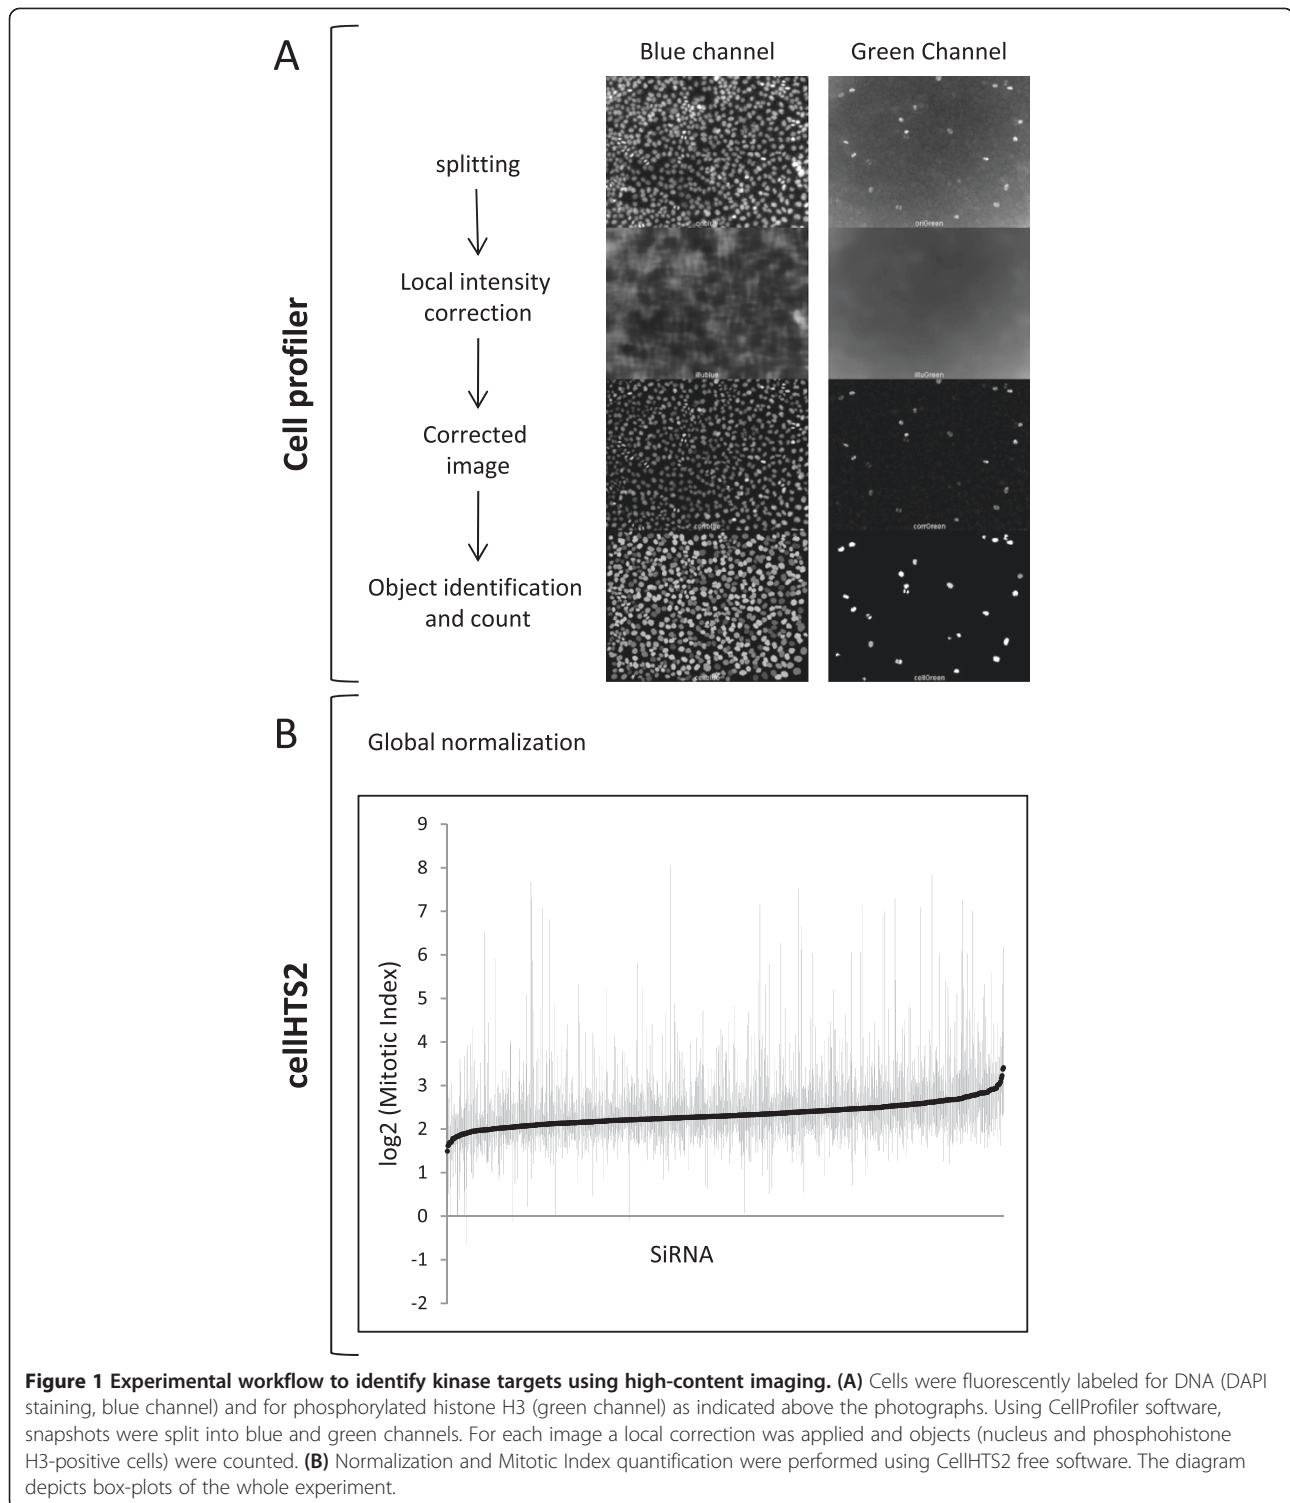 A
Blue channel
Green Channel
Cell profiler
splitting
Local intensity
correction
Corrected
image
Object identification
and count
oriGreen
illublue
illuGreen
corrblue
corrGreen
cellGreen
B
cellHTS2
Global normalization
9
8
7
6
5
4
3
2
1
0
-1
-2
log2 (Mitotic Index)
SiRNA
Figure 1 Experimental workflow to identify kinase targets using high-content imaging. (A) Cells were fluorescently labeled for DNA (DAPI
staining, blue channel) and for phosphorylated histone H3 (green channel) as indicated above the photographs. Using CellProfiler software,
snapshots were split into blue and green channels. For each image a local correction was applied and objects (nucleus and phosphohistone
H3-positive cells) were counted. (B) Normalization and Mitotic Index quantification were performed using CellHTS2 free software. The diagram
depicts box-plots of the whole experiment.